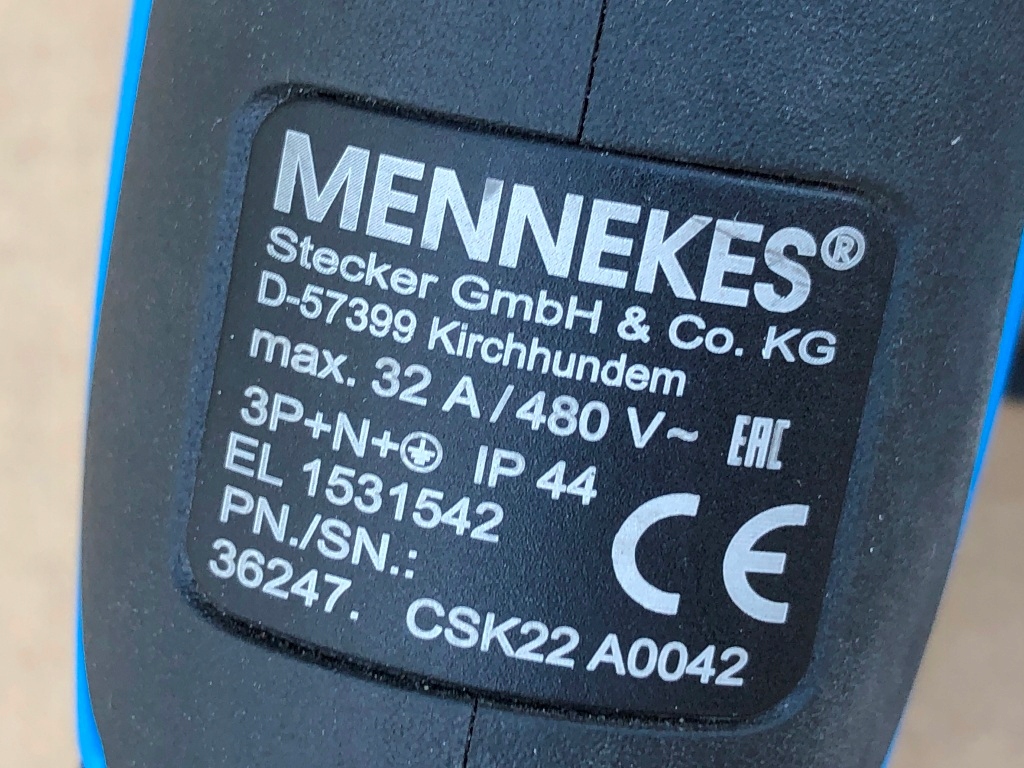 MENNEKES®
Stecker GmbH & Co. KG
D-57399 Kirchhundem
max. 32 A / 480 V ~ EAC
3P+N+⏚ IP 44
EL 1531542
CE
PN./SN.:
36247. CSK22 A0042